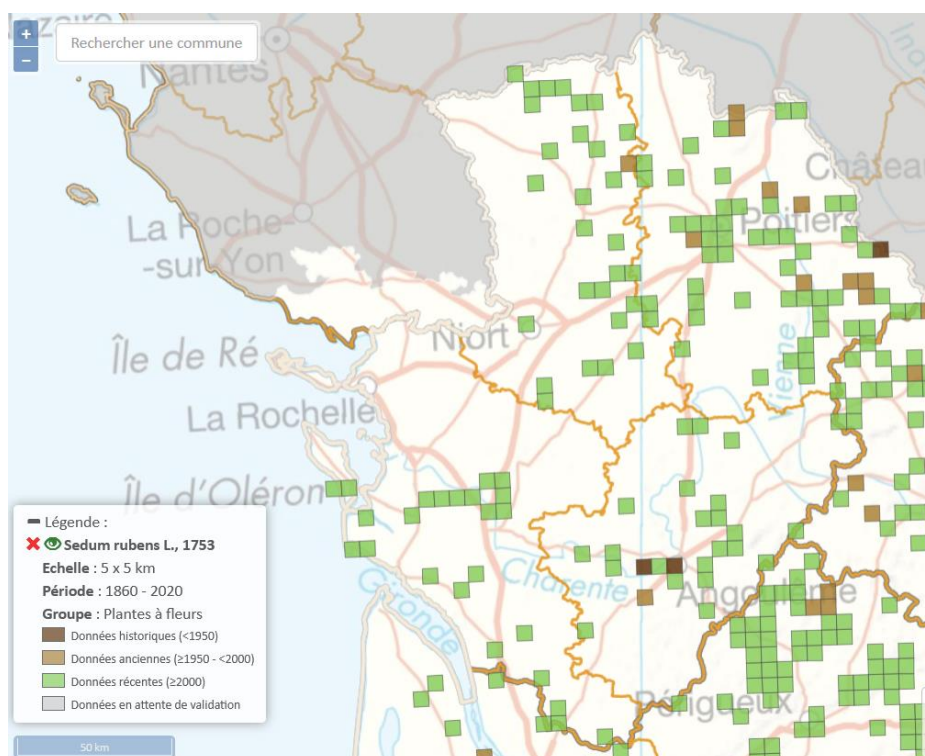 +
Rechercher une commune
−
Nantes
Château
La Roche-
-sur-Yon
Poitiers
Niort
Île de Ré
Vienne
La Rochelle
Île d'Oléron
Légende :
Sedum rubens L., 1753
Echelle : 5 x 5 km
Charente
Angoulême
Période : 1860 - 2020
Gironde
Groupe : Plantes à fleurs
Données historiques (<1950)
Données anciennes (≥1950 - <2000)
Données récentes (≥2000)
Périgueux
Données en attente de validation
50 km